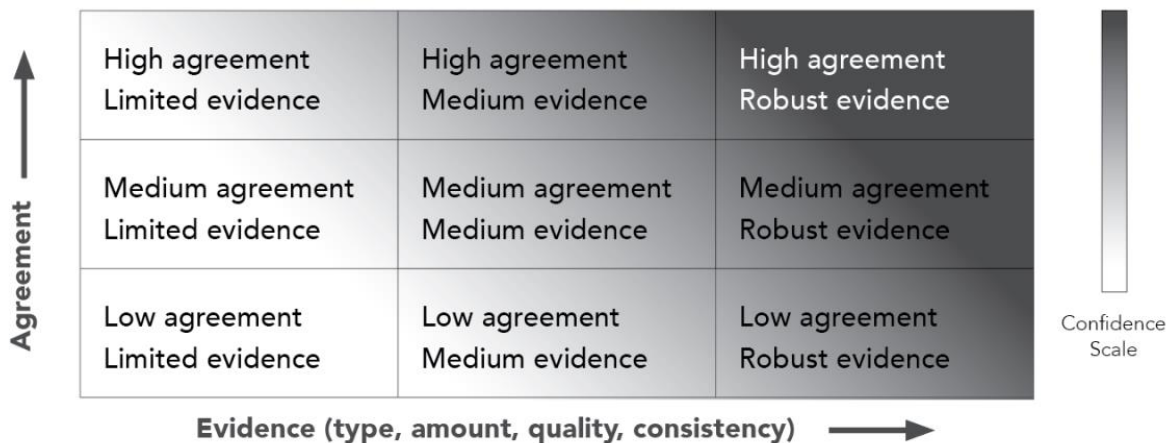 High agreement
Limited evidence
High agreement
Medium evidence
High agreement
Robust evidence
Medium agreement
Limited evidence
Medium agreement
Medium evidence
Medium agreement
Robust evidence
Low agreement
Limited evidence
Low agreement
Medium evidence
Low agreement
Robust evidence
Agreement
Evidence (type, amount, quality, consistency)
Confidence
Scale